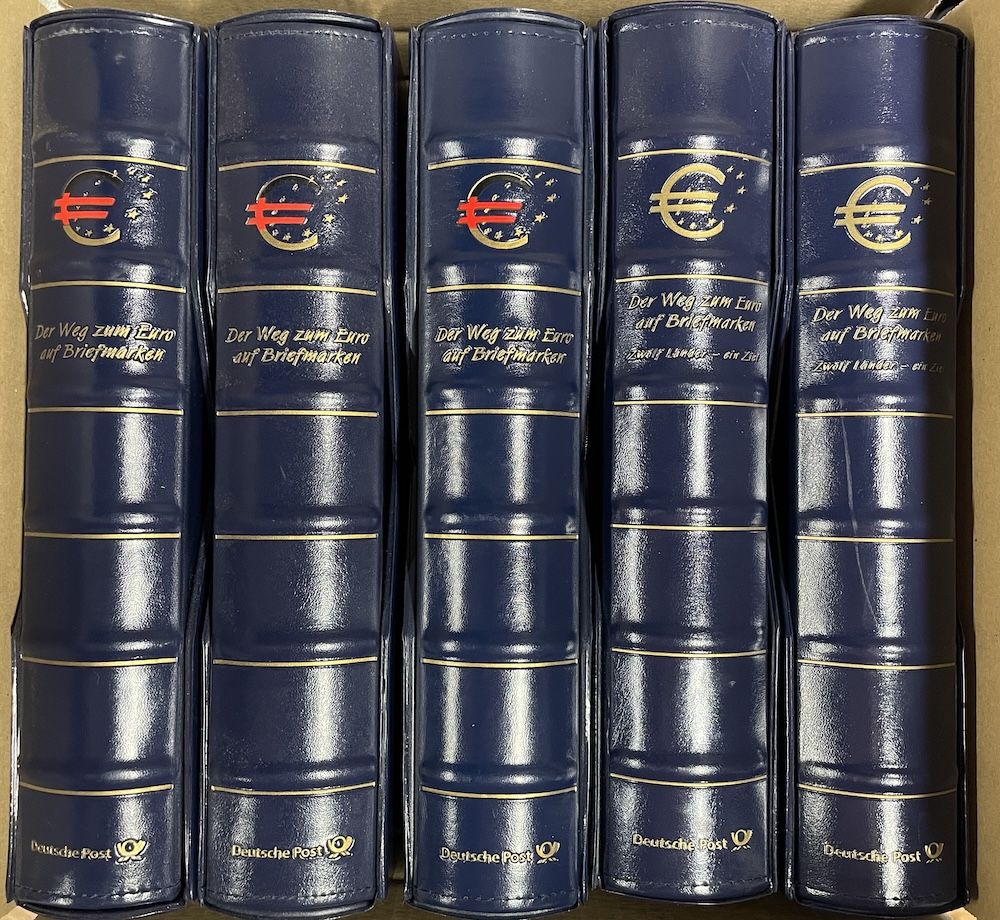 Der Weg zum Euro
auf Briefmarken
Deutsche Post
Der Weg zum Euro
auf Briefmarken
Deutsche Post
Der Weg zum Euro
auf Briefmarken
Deutsche Post
Der Weg zum Euro
auf Briefmarken
Zwölf Länder – ein Ziel
Deutsche Post
Der Weg zum Euro
auf Briefmarken
Zwölf Länder – ein Ziel
Deutsche Post